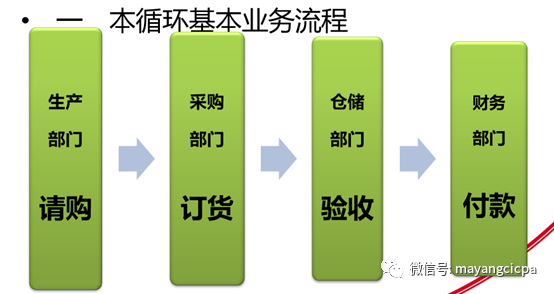 • 一 本循环基本业务流程
生产
部门
请购
采购
部门
订货
仓储
部门
验收
财务
部门
付款
微信号: mayangcicpa